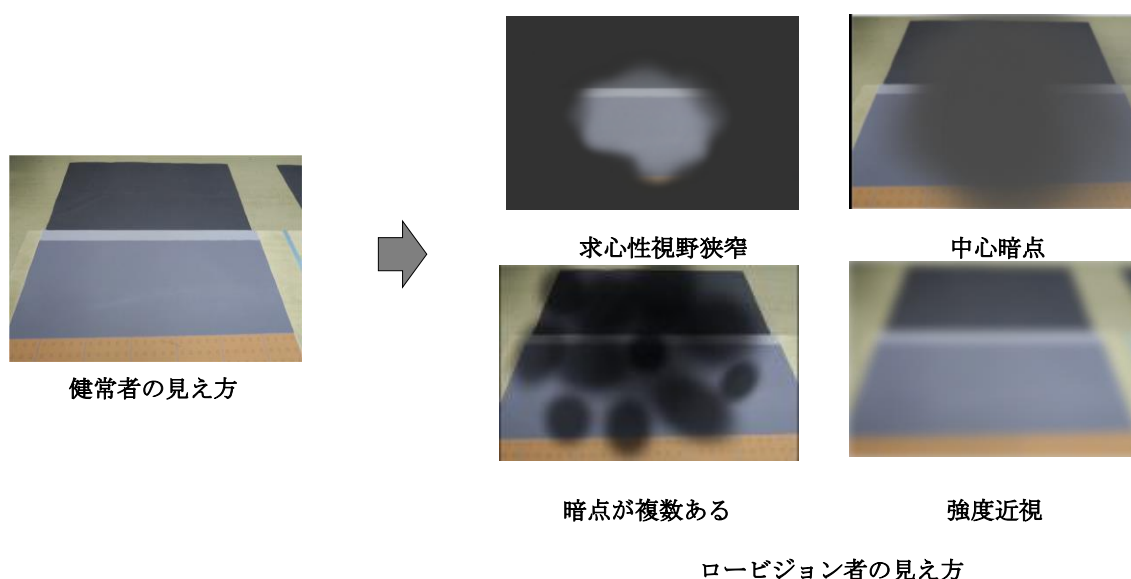 求心性視野狭窄
中心暗点
健常者の見え方
暗点が複数ある
強度近視
ロービジョン者の見え方